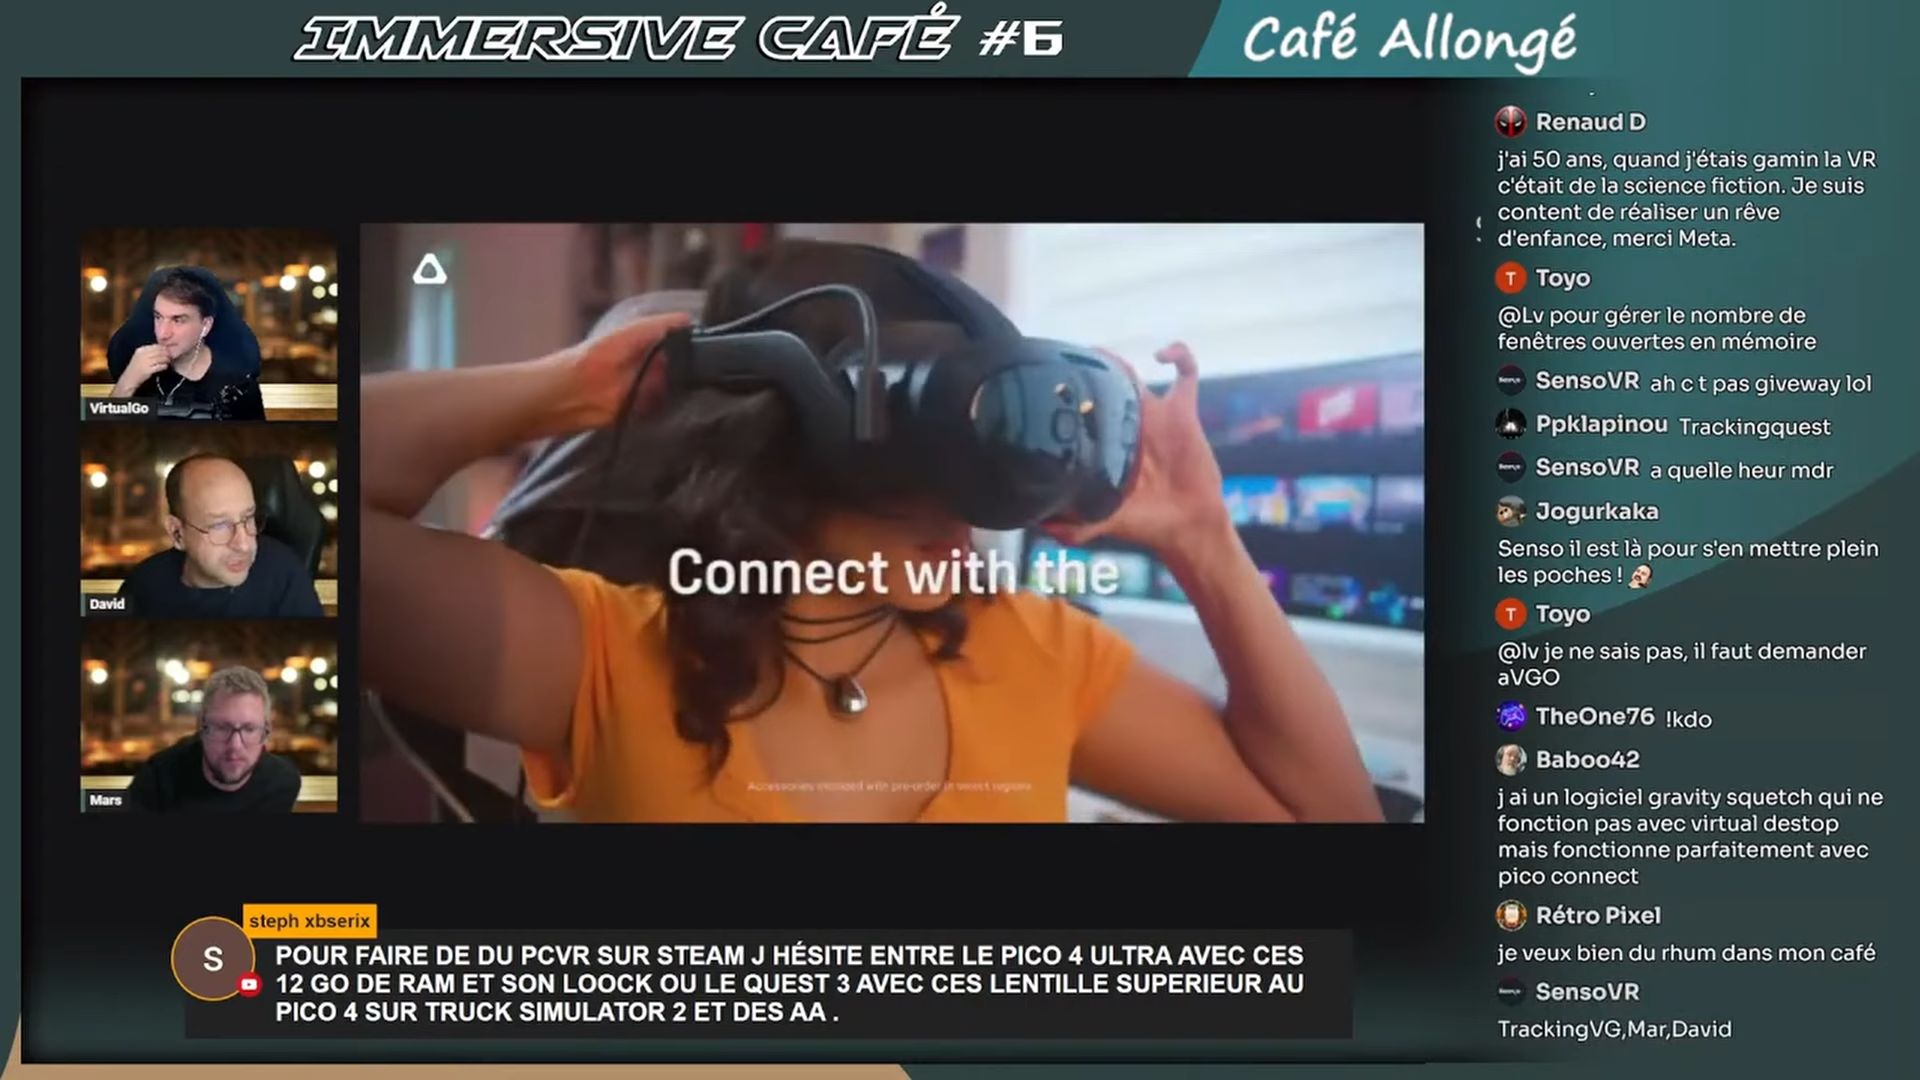 IMMERSIVE CAFÉ #6
Café Allongé
VirtualGo
David
Mars
Connect with the
Accessories included with pre-order in select regions
steph xbserix
S
POUR FAIRE DE DU PCVR SUR STEAM J HÉSITE ENTRE LE PICO 4 ULTRA AVEC CES
12 GO DE RAM ET SON LOOCK OU LE QUEST 3 AVEC CES LENTILLE SUPERIEUR AU
PICO 4 SUR TRUCK SIMULATOR 2 ET DES AA .
Renaud D
j'ai 50 ans, quand j'étais gamin la VR
c'était de la science fiction. Je suis
content de réaliser un rêve
d'enfance, merci Meta.
T Toyo
@Lv pour gérer le nombre de
fenêtres ouvertes en mémoire
SensoVR ah c t pas giveway lol
Ppklapinou Trackingquest
SensoVR a quelle heur mdr
Jogurkaka
Senso il est là pour s'en mettre plein
les poches !
T Toyo
@lv je ne sais pas, il faut demander
aVGO
TheOne76 !kdo
Baboo42
j ai un logiciel gravity squetch qui ne
fonction pas avec virtual destop
mais fonctionne parfaitement avec
pico connect
Rétro Pixel
je veux bien du rhum dans mon café
SensoVR
TrackingVG,Mar,David